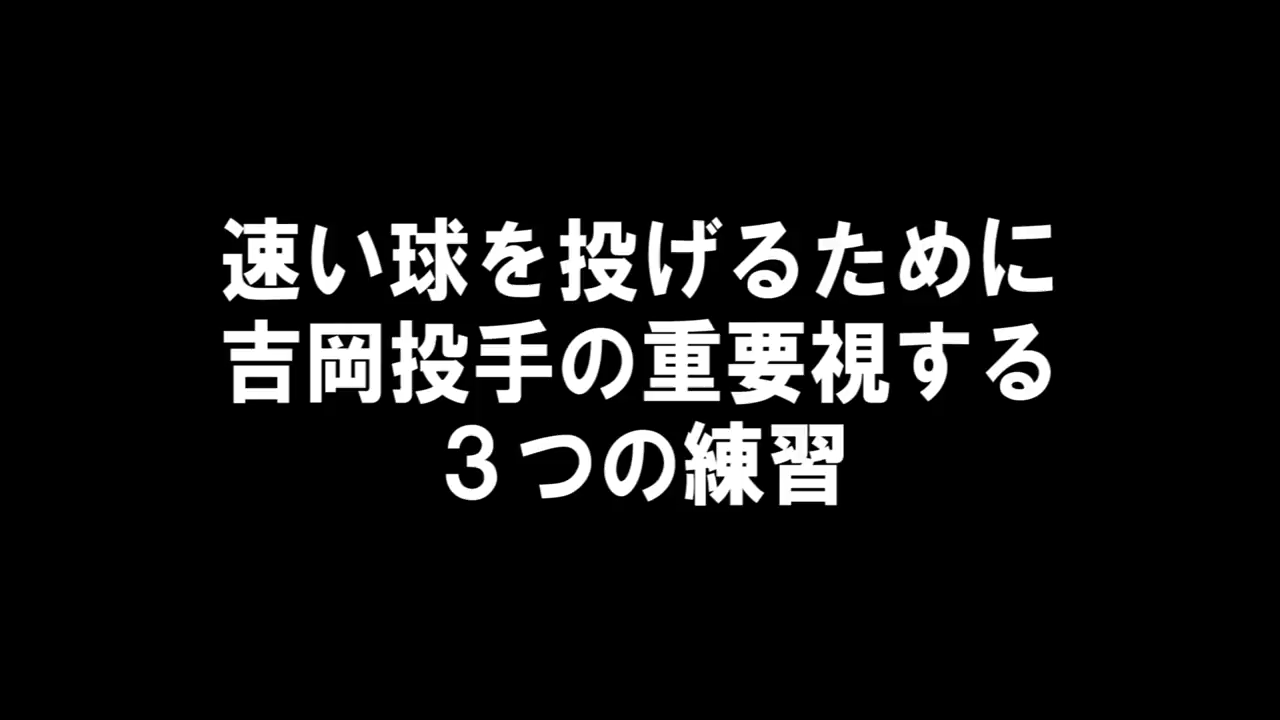 速い球を投げるために
吉岡投手の重要視する
３つの練習